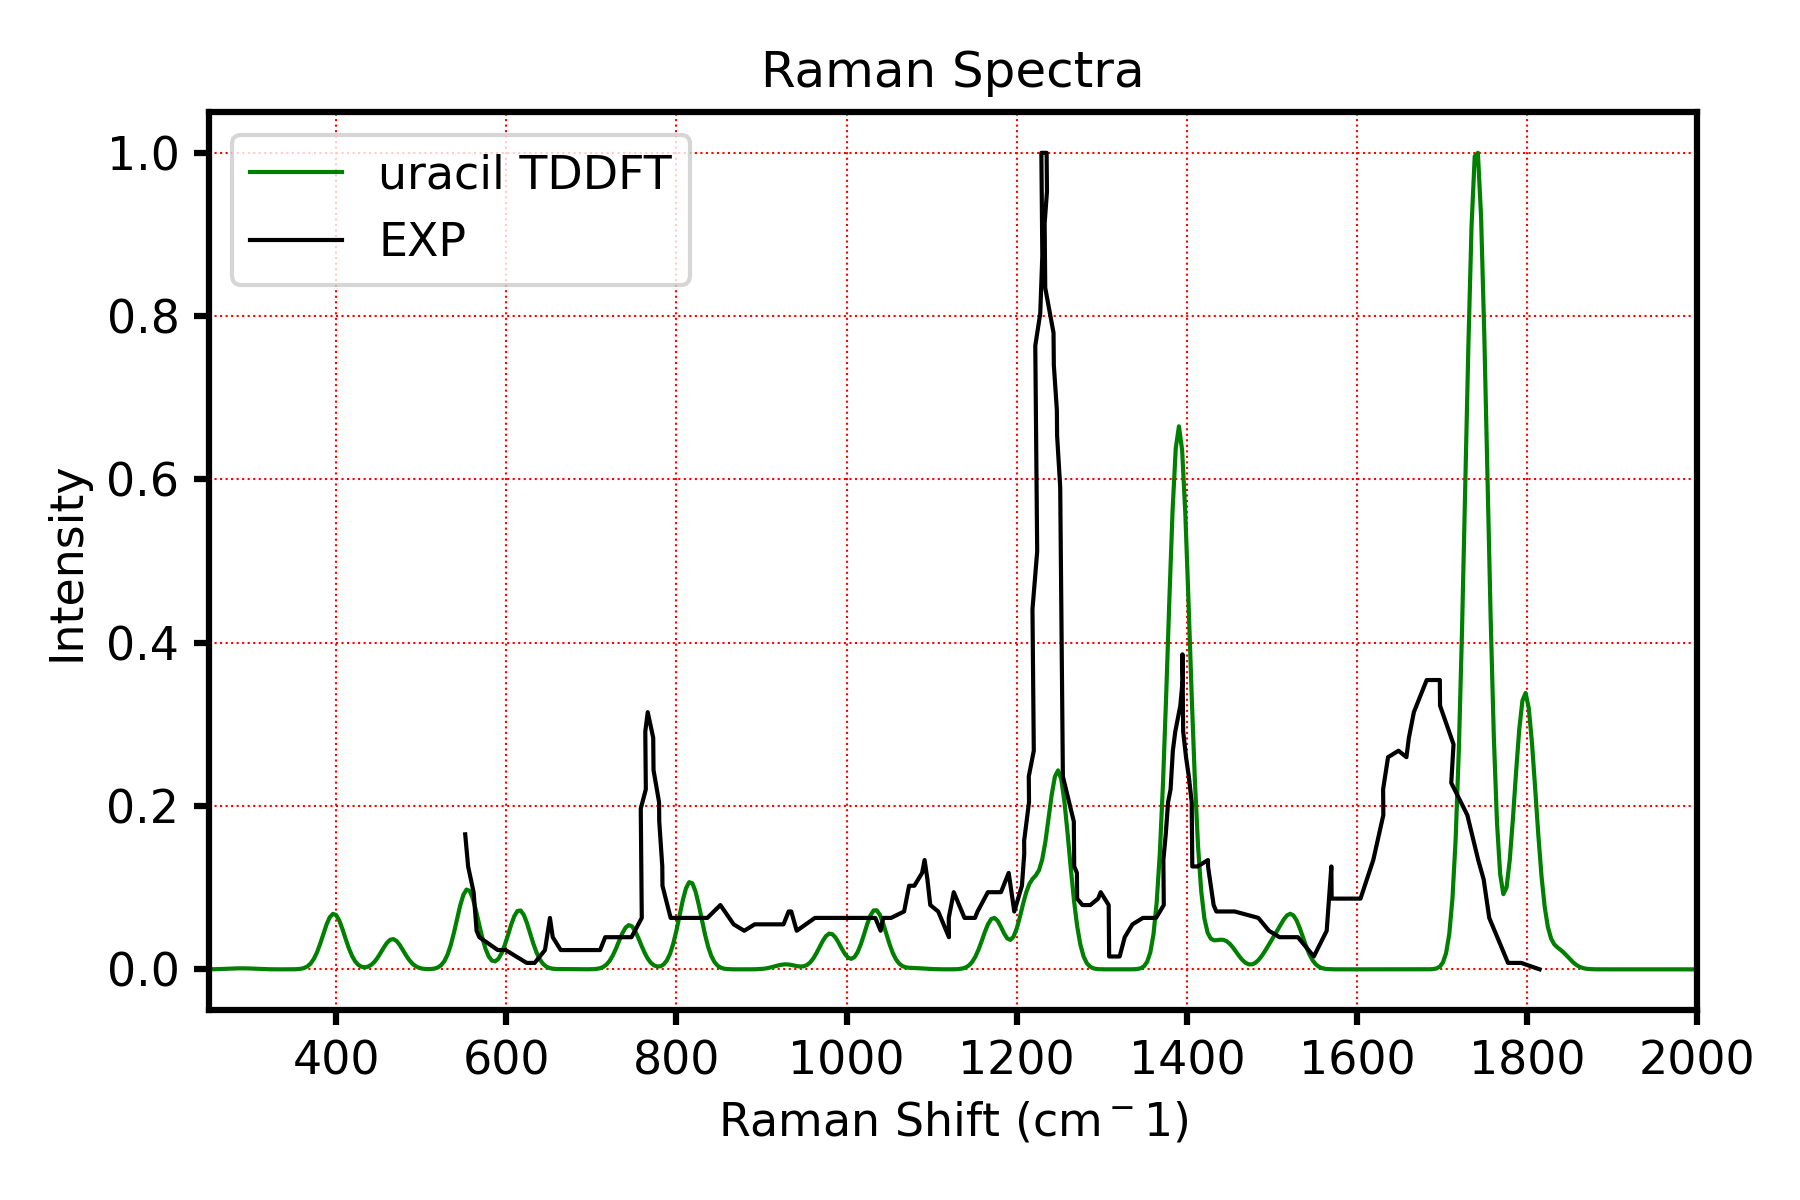 Raman Spectra
uracil TDDFT
EXP
1.0
0.8
0.6
0.4
0.2
0.0
Intensity
400 600 800 1000 1200 1400 1600 1800 2000
Raman Shift (cm⁻1)